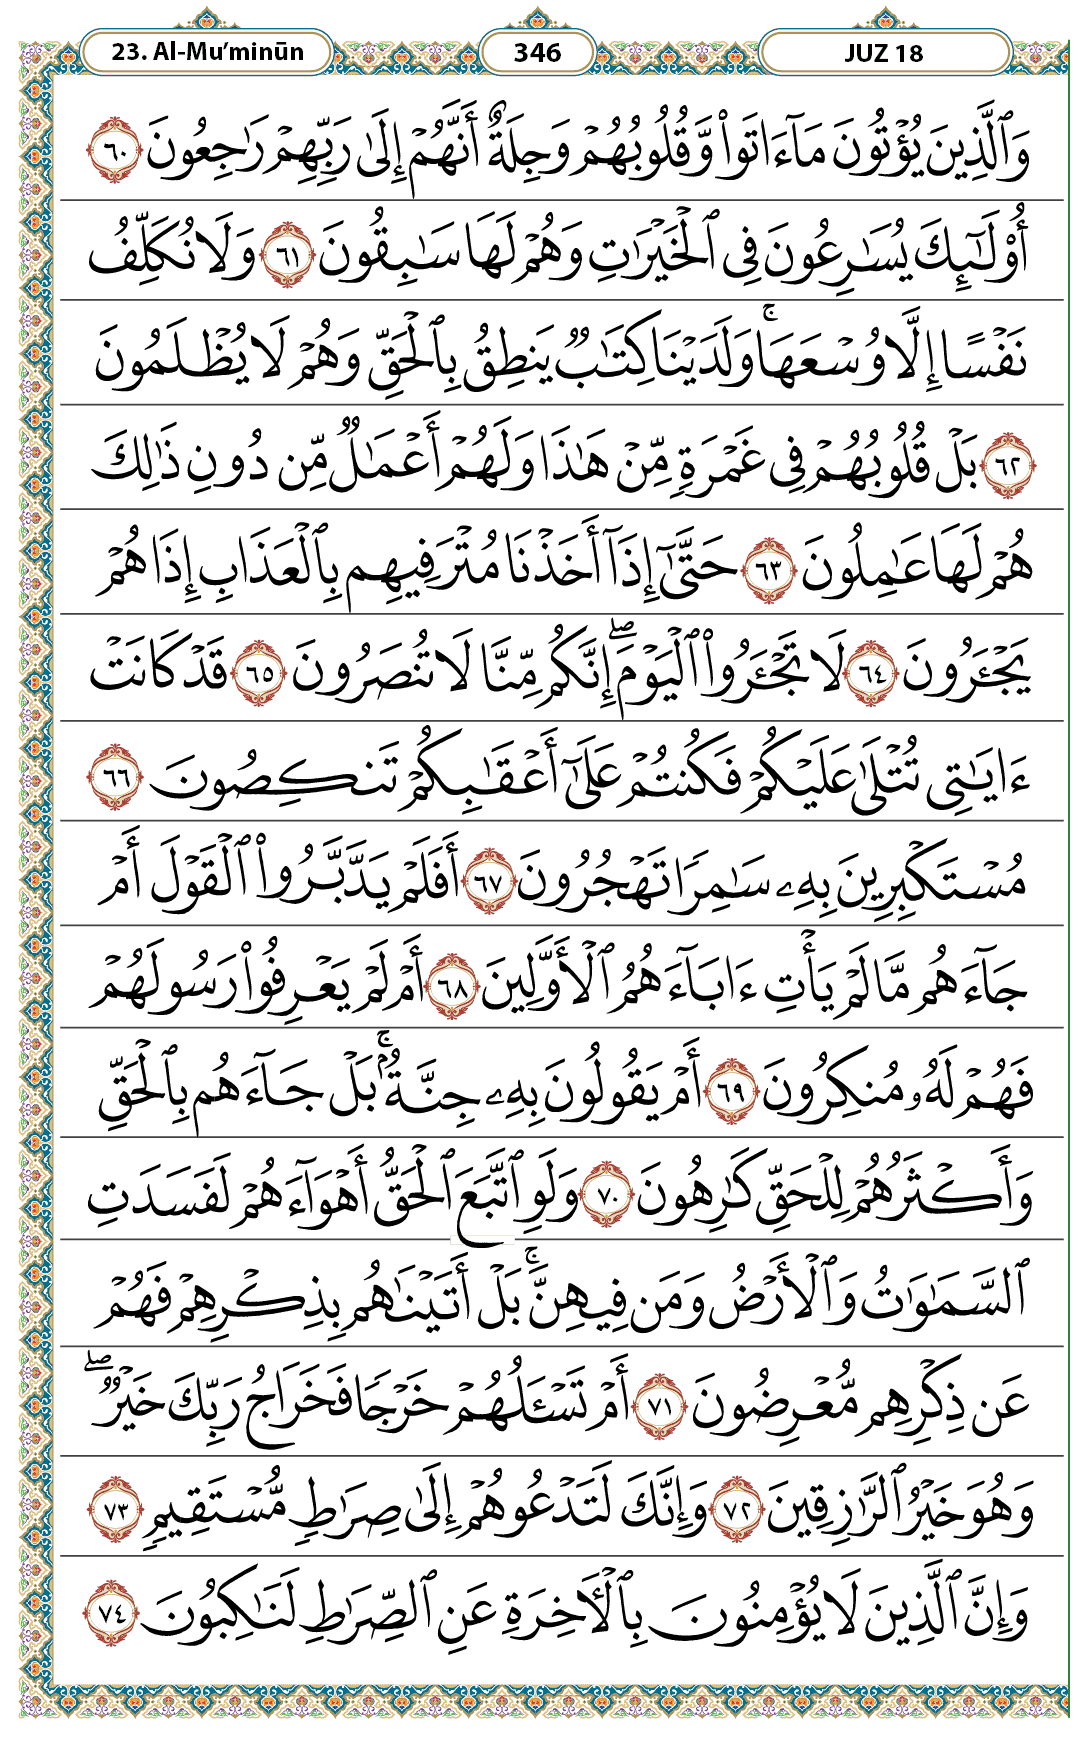 23. Al-Mu’minūn 346 JUZ 18
وَٱلَّذِينَ يُؤْتُونَ مَآ ءَاتَوا۟ وَّقُلُوبُهُمْ وَجِلَةٌ أَنَّهُمْ إِلَىٰ رَبِّهِمْ رَٰجِعُونَ ٦٠
أُو۟لَـٰٓئِكَ يُسَـٰرِعُونَ فِى ٱلْخَيْرَٰتِ وَهُمْ لَهَا سَـٰبِقُونَ ٦١ وَلَا نُكَلِّفُ
نَفْسًا إِلَّا وُسْعَهَا ۚ وَلَدَيْنَا كِتَـٰبٌ يَنطِقُ بِٱلْحَقِّ وَهُمْ لَا يُظْلَمُونَ
٦٢ بَلْ قُلُوبُهُمْ فِى غَمْرَةٍ مِّنْ هَـٰذَا وَلَهُمْ أَعْمَـٰلٌ مِّن دُونِ ذَٰلِكَ
هُمْ لَهَا عَـٰمِلُونَ ٦٣ حَتَّىٰٓ إِذَآ أَخَذْنَا مُتْرَفِيهِم بِٱلْعَذَابِ إِذَا هُمْ
يَجْـَٔرُونَ ٦٤ لَا تَجْـَٔرُوا۟ ٱلْيَوْمَ ۖ إِنَّكُم مِّنَّا لَا تُنصَرُونَ ٦٥ قَدْ كَانَتْ
ءَايَـٰتِى تُتْلَىٰ عَلَيْكُمْ فَكُنتُمْ عَلَىٰٓ أَعْقَـٰبِكُمْ تَنكِصُونَ ٦٦
مُسْتَكْبِرِينَ بِهِۦ سَـٰمِرًا تَهْجُرُونَ ٦٧ أَفَلَمْ يَدَّبَّرُوا۟ ٱلْقَوْلَ أَمْ
جَآءَهُم مَّا لَمْ يَأْتِ ءَابَآءَهُمُ ٱلْأَوَّلِينَ ٦٨ أَمْ لَمْ يَعْرِفُوا۟ رَسُولَهُمْ
فَهُمْ لَهُۥ مُنكِرُونَ ٦٩ أَمْ يَقُولُونَ بِهِۦ جِنَّةٌۢ ۚ بَلْ جَآءَهُم بِٱلْحَقِّ
وَأَكْثَرُهُمْ لِلْحَقِّ كَـٰرِهُونَ ٧٠ وَلَوِ ٱتَّبَعَ ٱلْحَقُّ أَهْوَآءَهُمْ لَفَسَدَتِ
ٱلسَّمَـٰوَٰتُ وَٱلْأَرْضُ وَمَن فِيهِنَّ ۚ بَلْ أَتَيْنَـٰهُم بِذِكْرِهِمْ فَهُمْ
عَن ذِكْرِهِم مُّعْرِضُونَ ٧١ أَمْ تَسْـَٔلُهُمْ خَرْجًا فَخَرَاجُ رَبِّكَ خَيْرٌ ۖ
وَهُوَ خَيْرُ ٱلرَّٰزِقِينَ ٧٢ وَإِنَّكَ لَتَدْعُوهُمْ إِلَىٰ صِرَٰطٍ مُّسْتَقِيمٍ ٧٣
وَإِنَّ ٱلَّذِينَ لَا يُؤْمِنُونَ بِٱلْـَٔاخِرَةِ عَنِ ٱلصِّرَٰطِ لَنَـٰكِبُونَ ٧٤